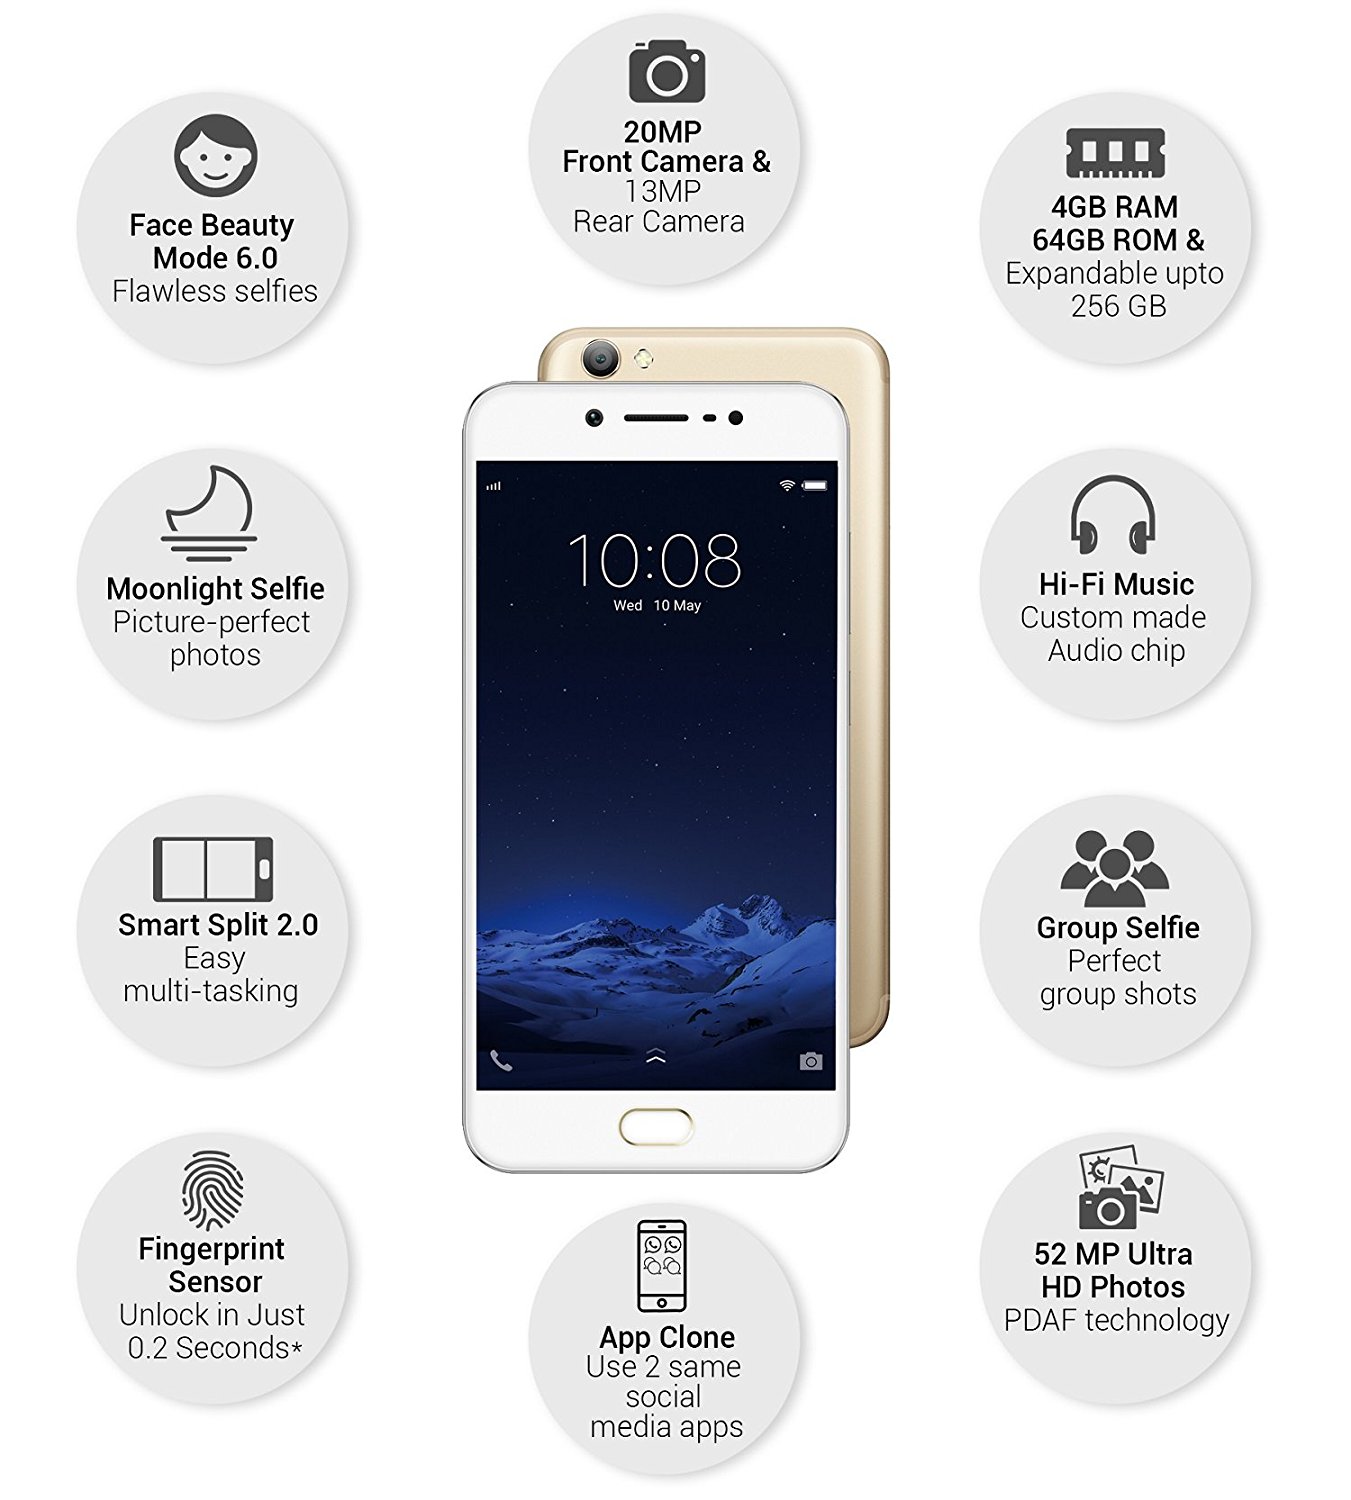 20MP
Front Camera &
13MP
Rear Camera
Face Beauty
Mode 6.0
Flawless selfies
4GB RAM
64GB ROM &
Expandable upto
256 GB
Moonlight Selfie
Picture-perfect
photos
10:08
Wed 10 May
Hi-Fi Music
Custom made
Audio chip
Smart Split 2.0
Easy
multi-tasking
Group Selfie
Perfect
group shots
Fingerprint
Sensor
Unlock in Just
0.2 Seconds*
App Clone
Use 2 same
social
media apps
52 MP Ultra
HD Photos
PDAF technology